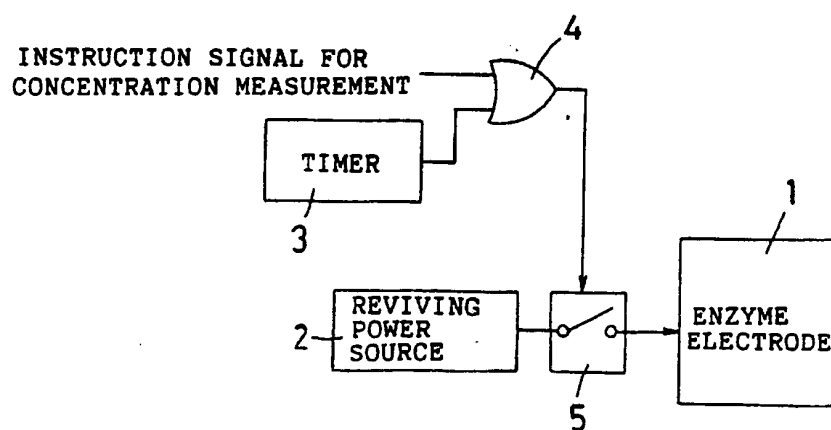 4
INSTRUCTION SIGNAL FOR
CONCENTRATION MEASUREMENT
TIMER
3
1
REVIVING
POWER
SOURCE
2
ENZYME
ELECTRODE
5